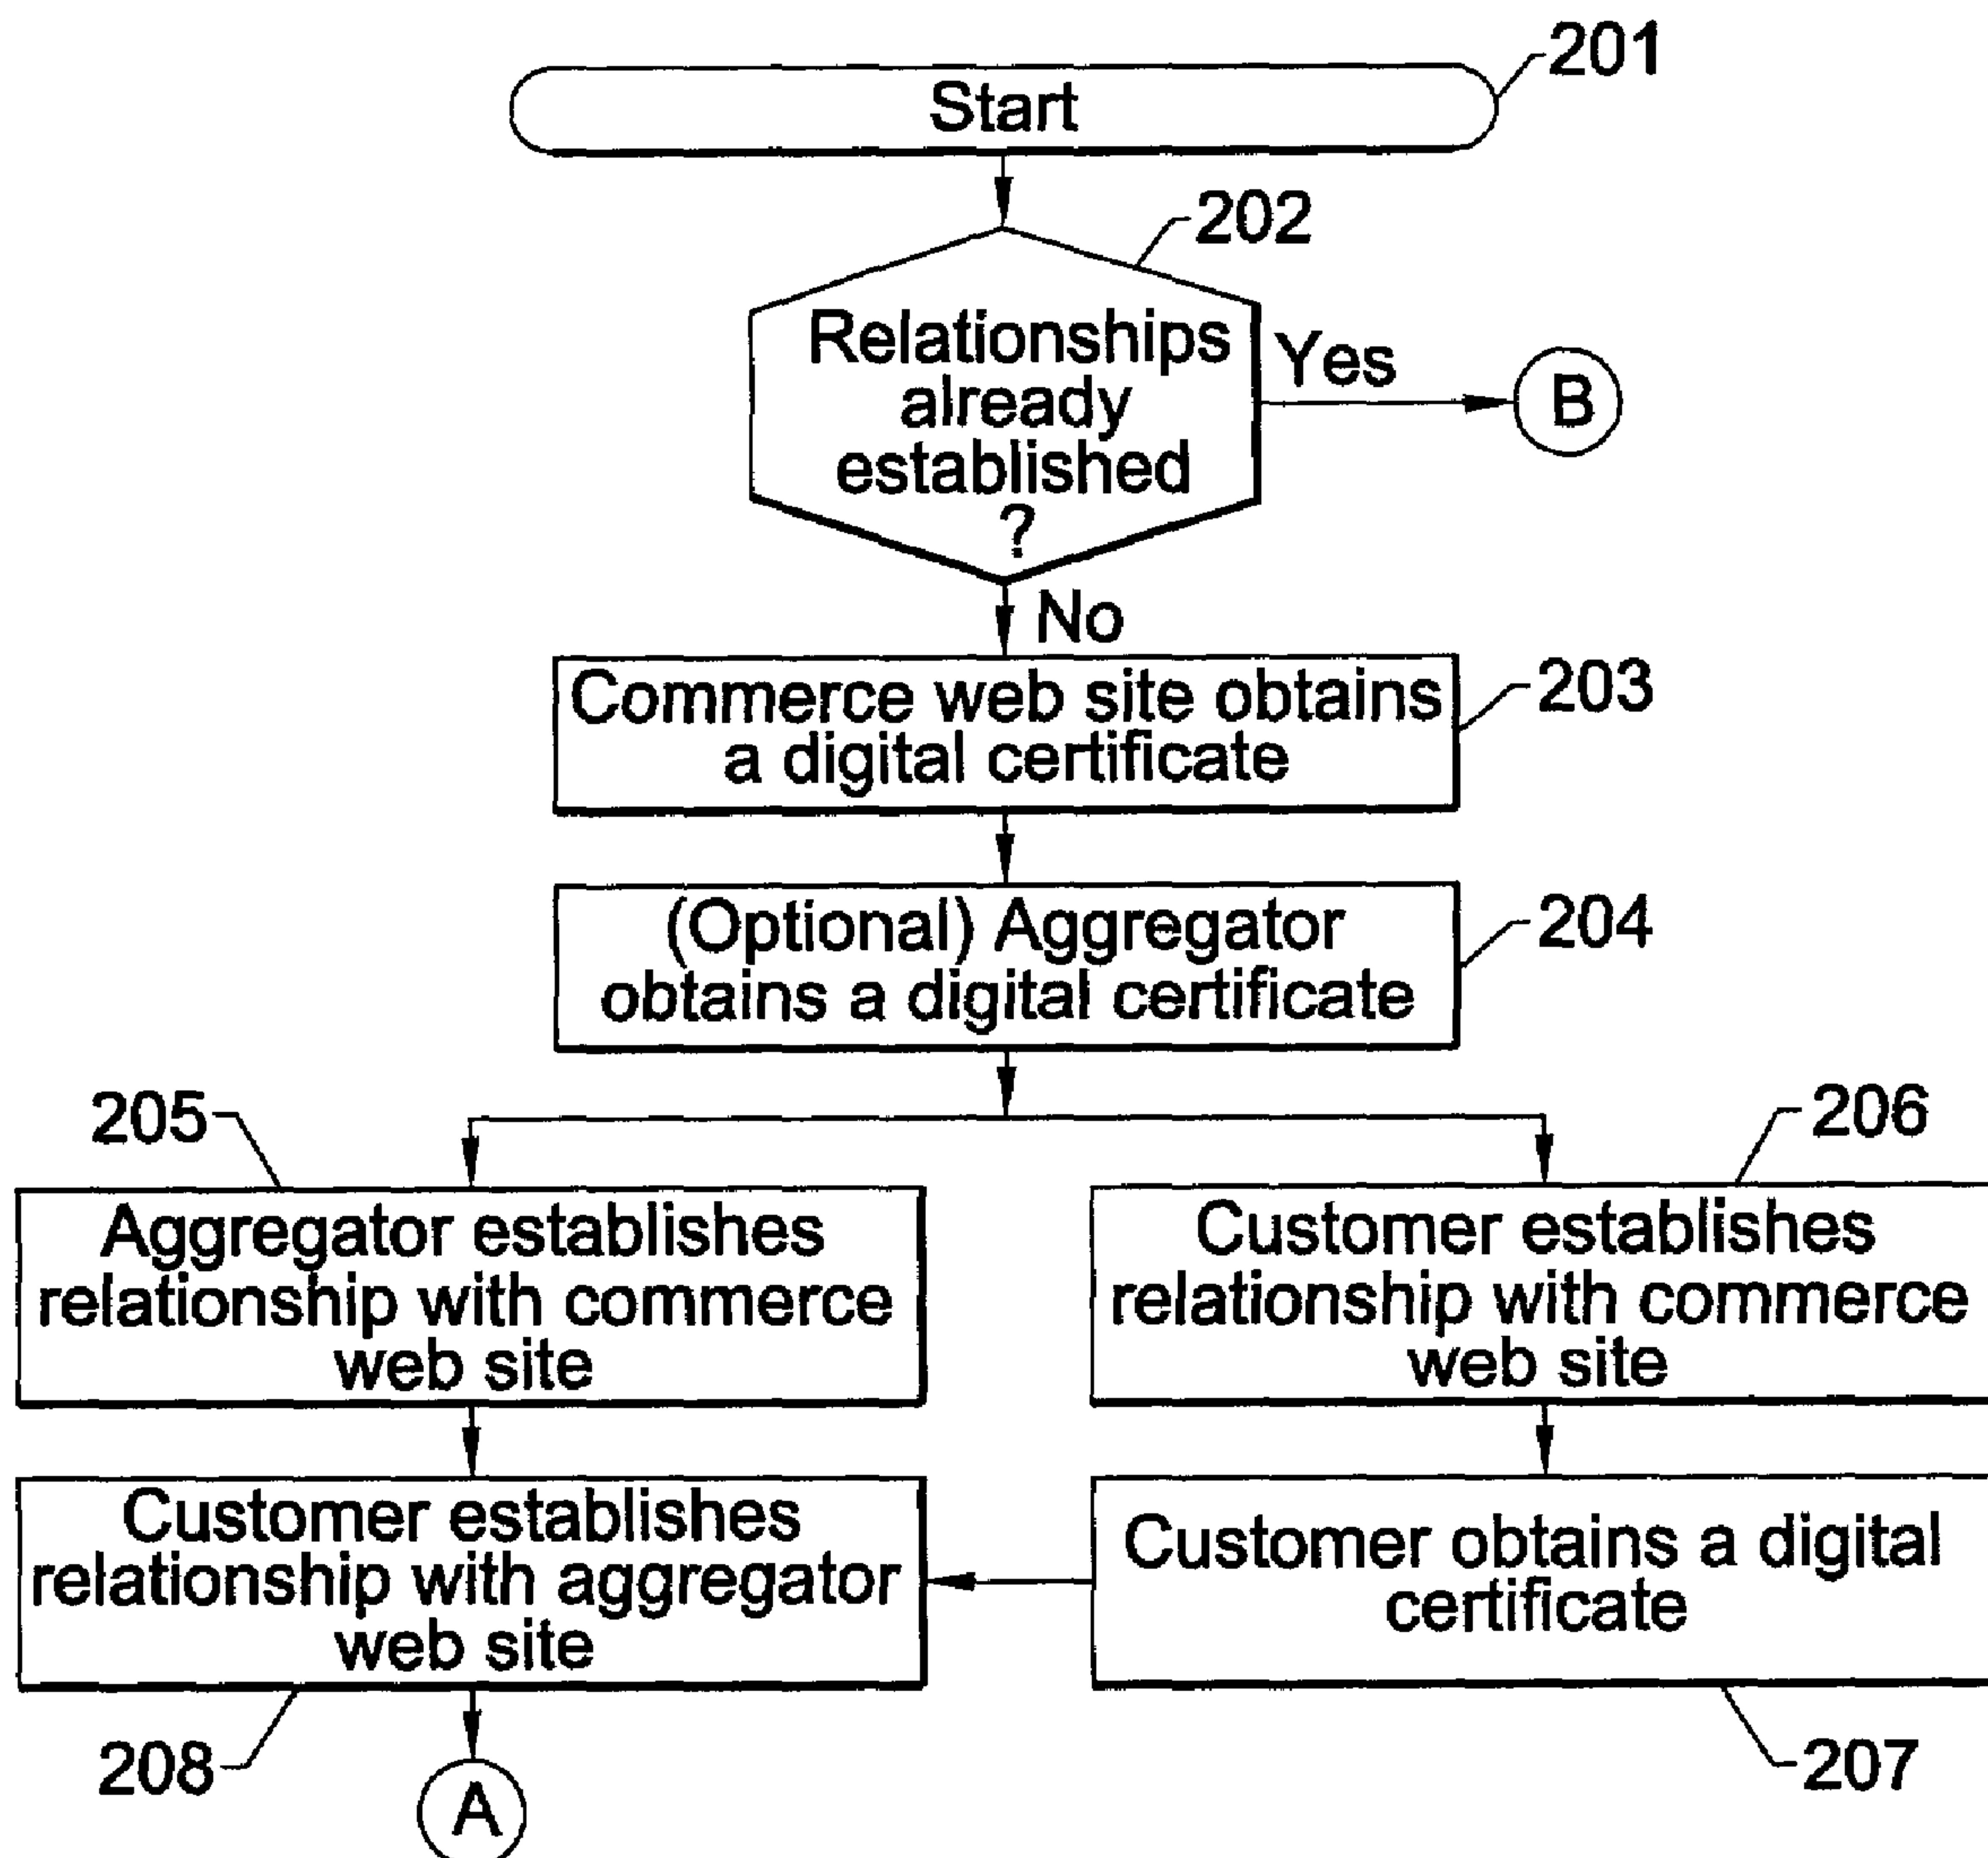 201
Start
202
Relationships
already
established
?
Yes
B
No
Commerce web site obtains
a digital certificate
203
(Optional) Aggregator
obtains a digital certificate
204
205
206
Aggregator establishes
relationship with commerce
web site
Customer establishes
relationship with commerce
web site
Customer establishes
relationship with aggregator
web site
Customer obtains a digital
certificate
208
207
A